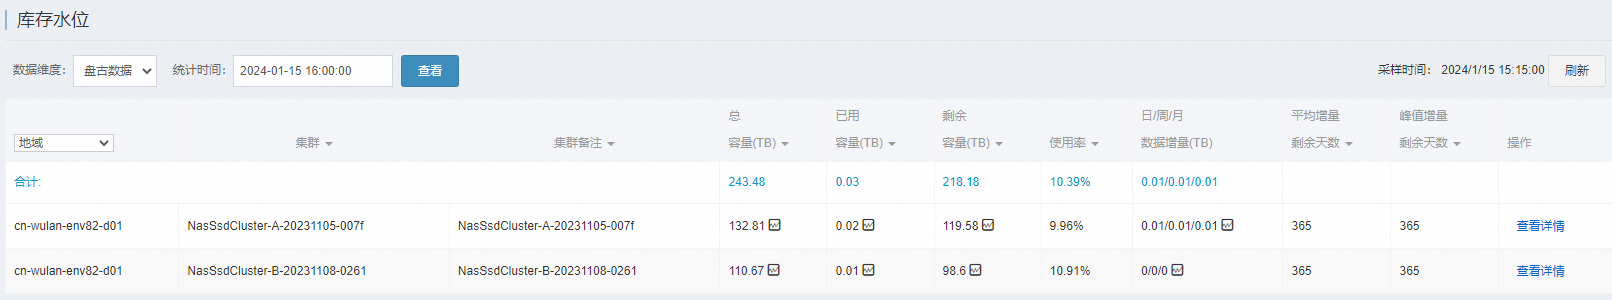 库存水位
数据维度： 盘古数据 统计时间： 2024-01-15 16:00:00 查看 采样时间： 2024/1/15 15:15:00 刷新
总 已用 剩余 日/周/月 平均增量 峰值增量
地域 集群 集群备注 容量(TB) 容量(TB) 容量(TB) 使用率 数据增量(TB) 剩余天数 剩余天数 操作
合计: 243.48 0.03 218.18 10.39% 0.01/0.01/0.01
cn-wulan-env82-d01 NasSsdCluster-A-20231105-007f NasSsdCluster-A-20231105-007f 132.81 0.02 119.58 9.96% 0.01/0.01/0.01 365 365 查看详情
cn-wulan-env82-d01 NasSsdCluster-B-20231108-0261 NasSsdCluster-B-20231108-0261 110.67 0.01 98.6 10.91% 0/0/0 365 365 查看详情